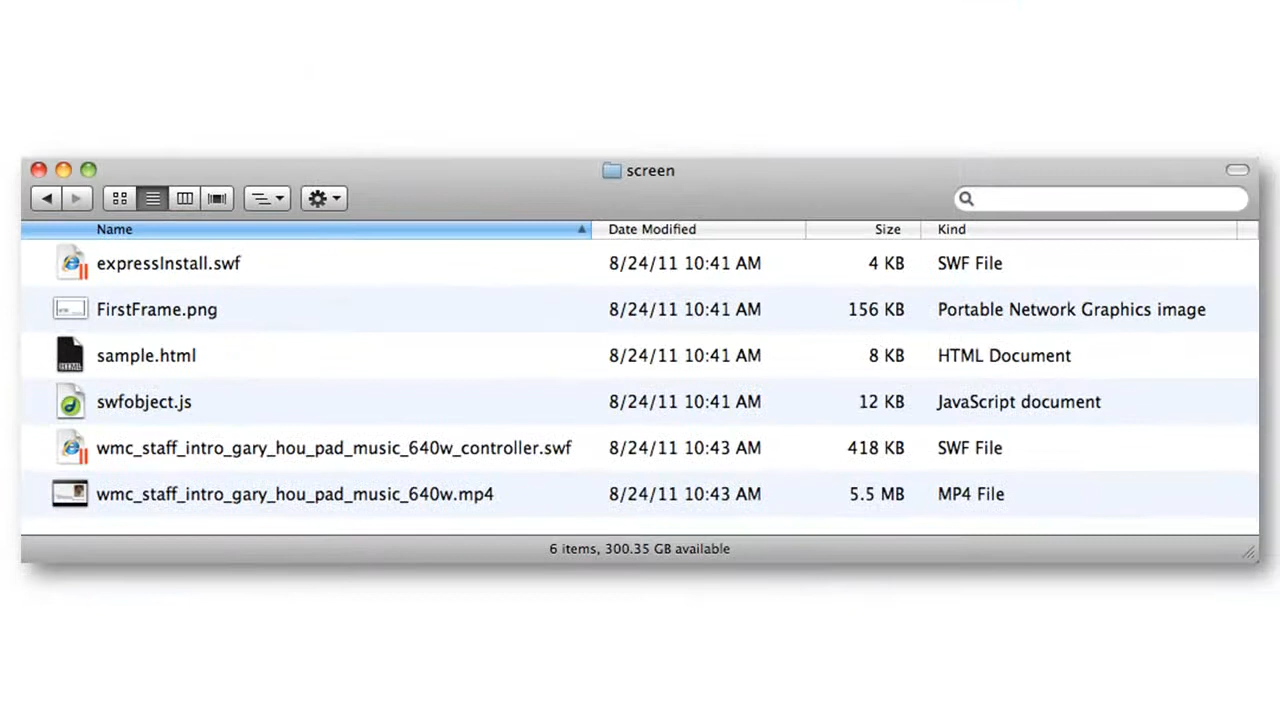 screen
Name Date Modified Size Kind
expressInstall.swf 8/24/11 10:41 AM 4 KB SWF File
FirstFrame.png 8/24/11 10:41 AM 156 KB Portable Network Graphics image
sample.html 8/24/11 10:41 AM 8 KB HTML Document
swfobject.js 8/24/11 10:41 AM 12 KB JavaScript document
wmc_staff_intro_gary_hou_pad_music_640w_controller.swf 8/24/11 10:43 AM 418 KB SWF File
wmc_staff_intro_gary_hou_pad_music_640w.mp4 8/24/11 10:43 AM 5.5 MB MP4 File
6 items, 300.35 GB available